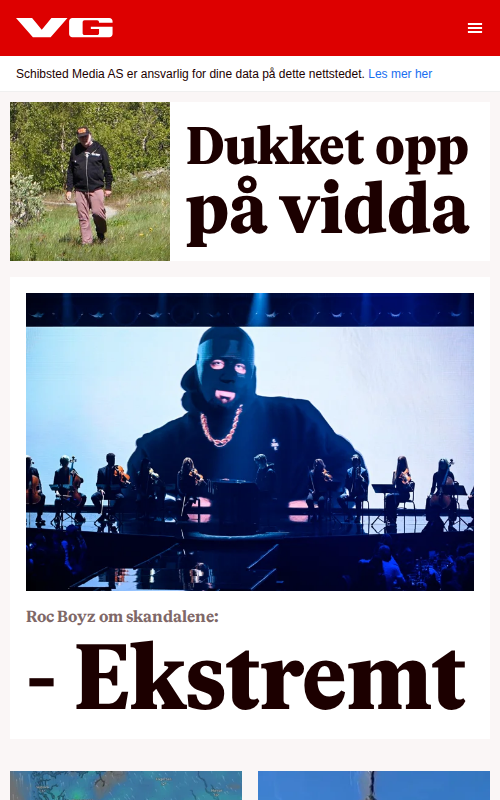 VG
Schibsted Media AS er ansvarlig for dine data på dette nettstedet. Les mer her
Dukket opp
på vidda
Roc Boyz om skandalene:
- Ekstremt